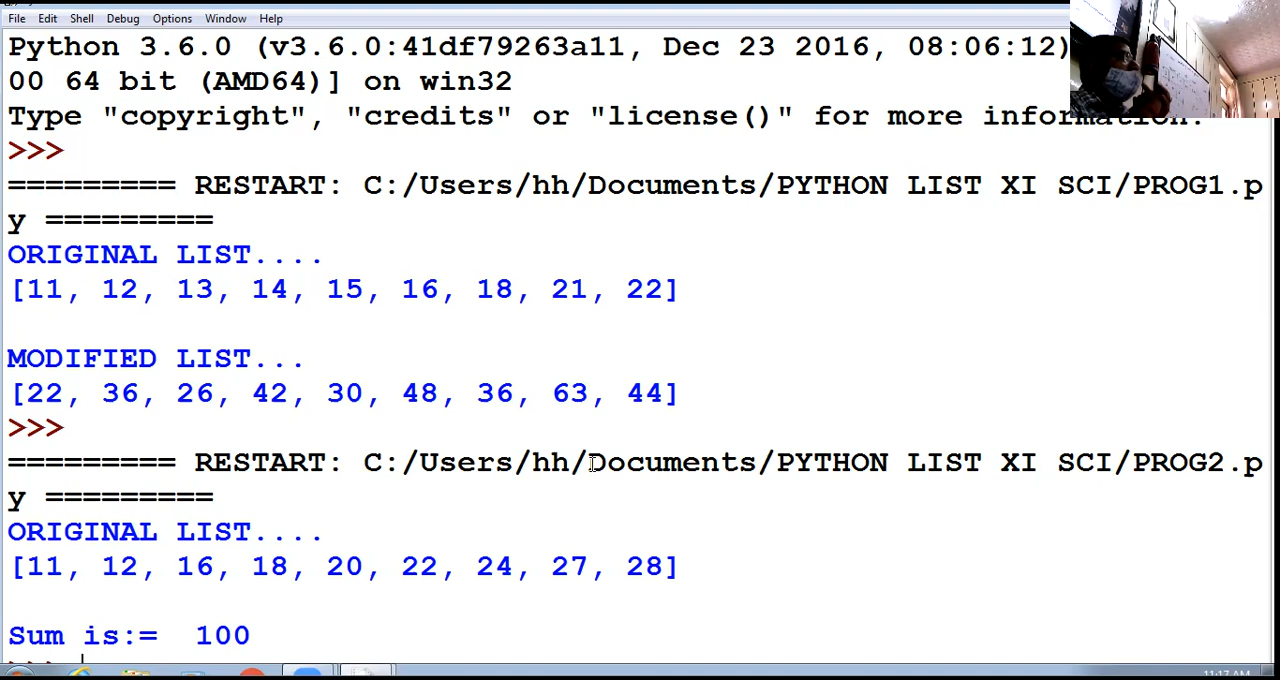 File Edit Shell Debug Options Window Help
Python 3.6.0 (v3.6.0:41df79263a11, Dec 23 2016, 08:06:12)
00 64 bit (AMD64)] on win32
Type "copyright", "credits" or "license()" for more information.
>>>
========= RESTART: C:/Users/hh/Documents/PYTHON LIST XI SCI/PROG1.p
y =========
ORIGINAL LIST....
[11, 12, 13, 14, 15, 16, 18, 21, 22]
MODIFIED LIST...
[22, 36, 26, 42, 30, 48, 36, 63, 44]
>>>
========= RESTART: C:/Users/hh/Documents/PYTHON LIST XI SCI/PROG2.p
y =========
ORIGINAL LIST....
[11, 12, 16, 18, 20, 22, 24, 27, 28]
Sum is:=  100
>>>
11:17 AM